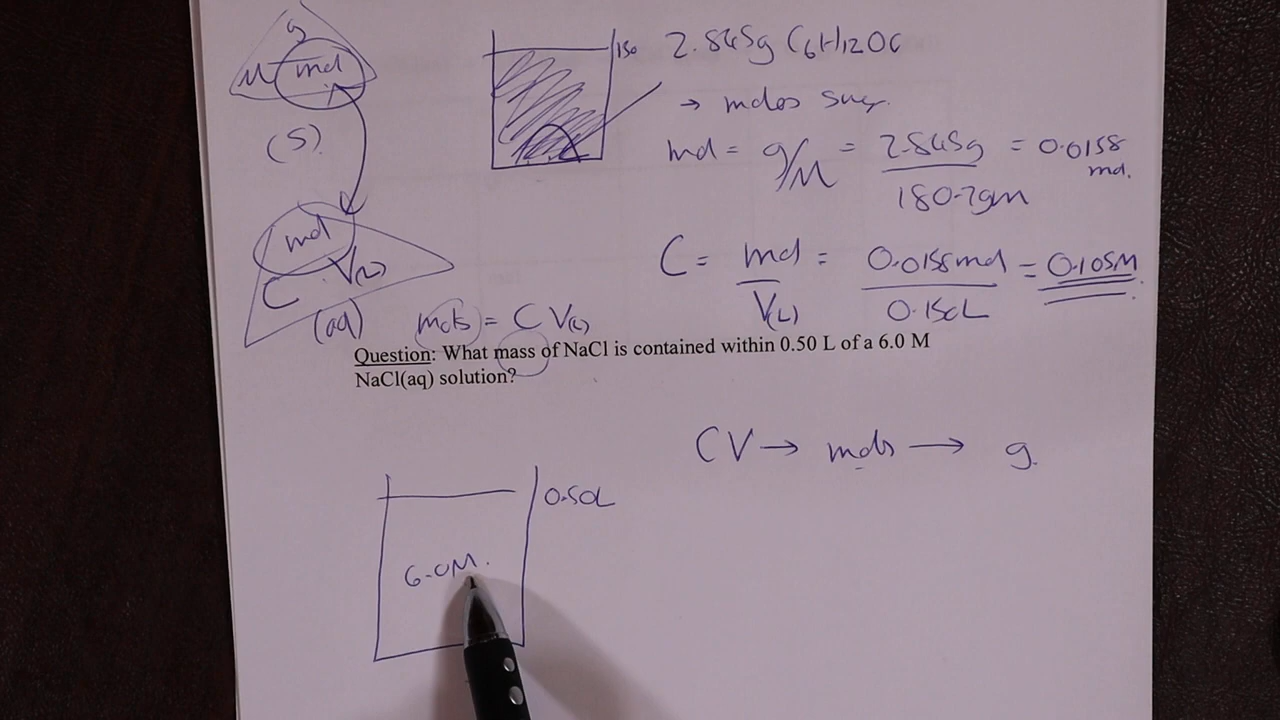 g
M mol
(s)
mol
C V(L)
(aq)
150
2.845g C6H12O6
→ moles sug.
mol = g/M = 2.845g / 180.2gm = 0.0158 mol.
C = mol / V(L) = 0.0158mol / 0.150L = 0.105M
mols = C V(L)
Question: What mass of NaCl is contained within 0.50 L of a 6.0 M
NaCl(aq) solution?
CV → mols → g.
0.50L
6.0M.